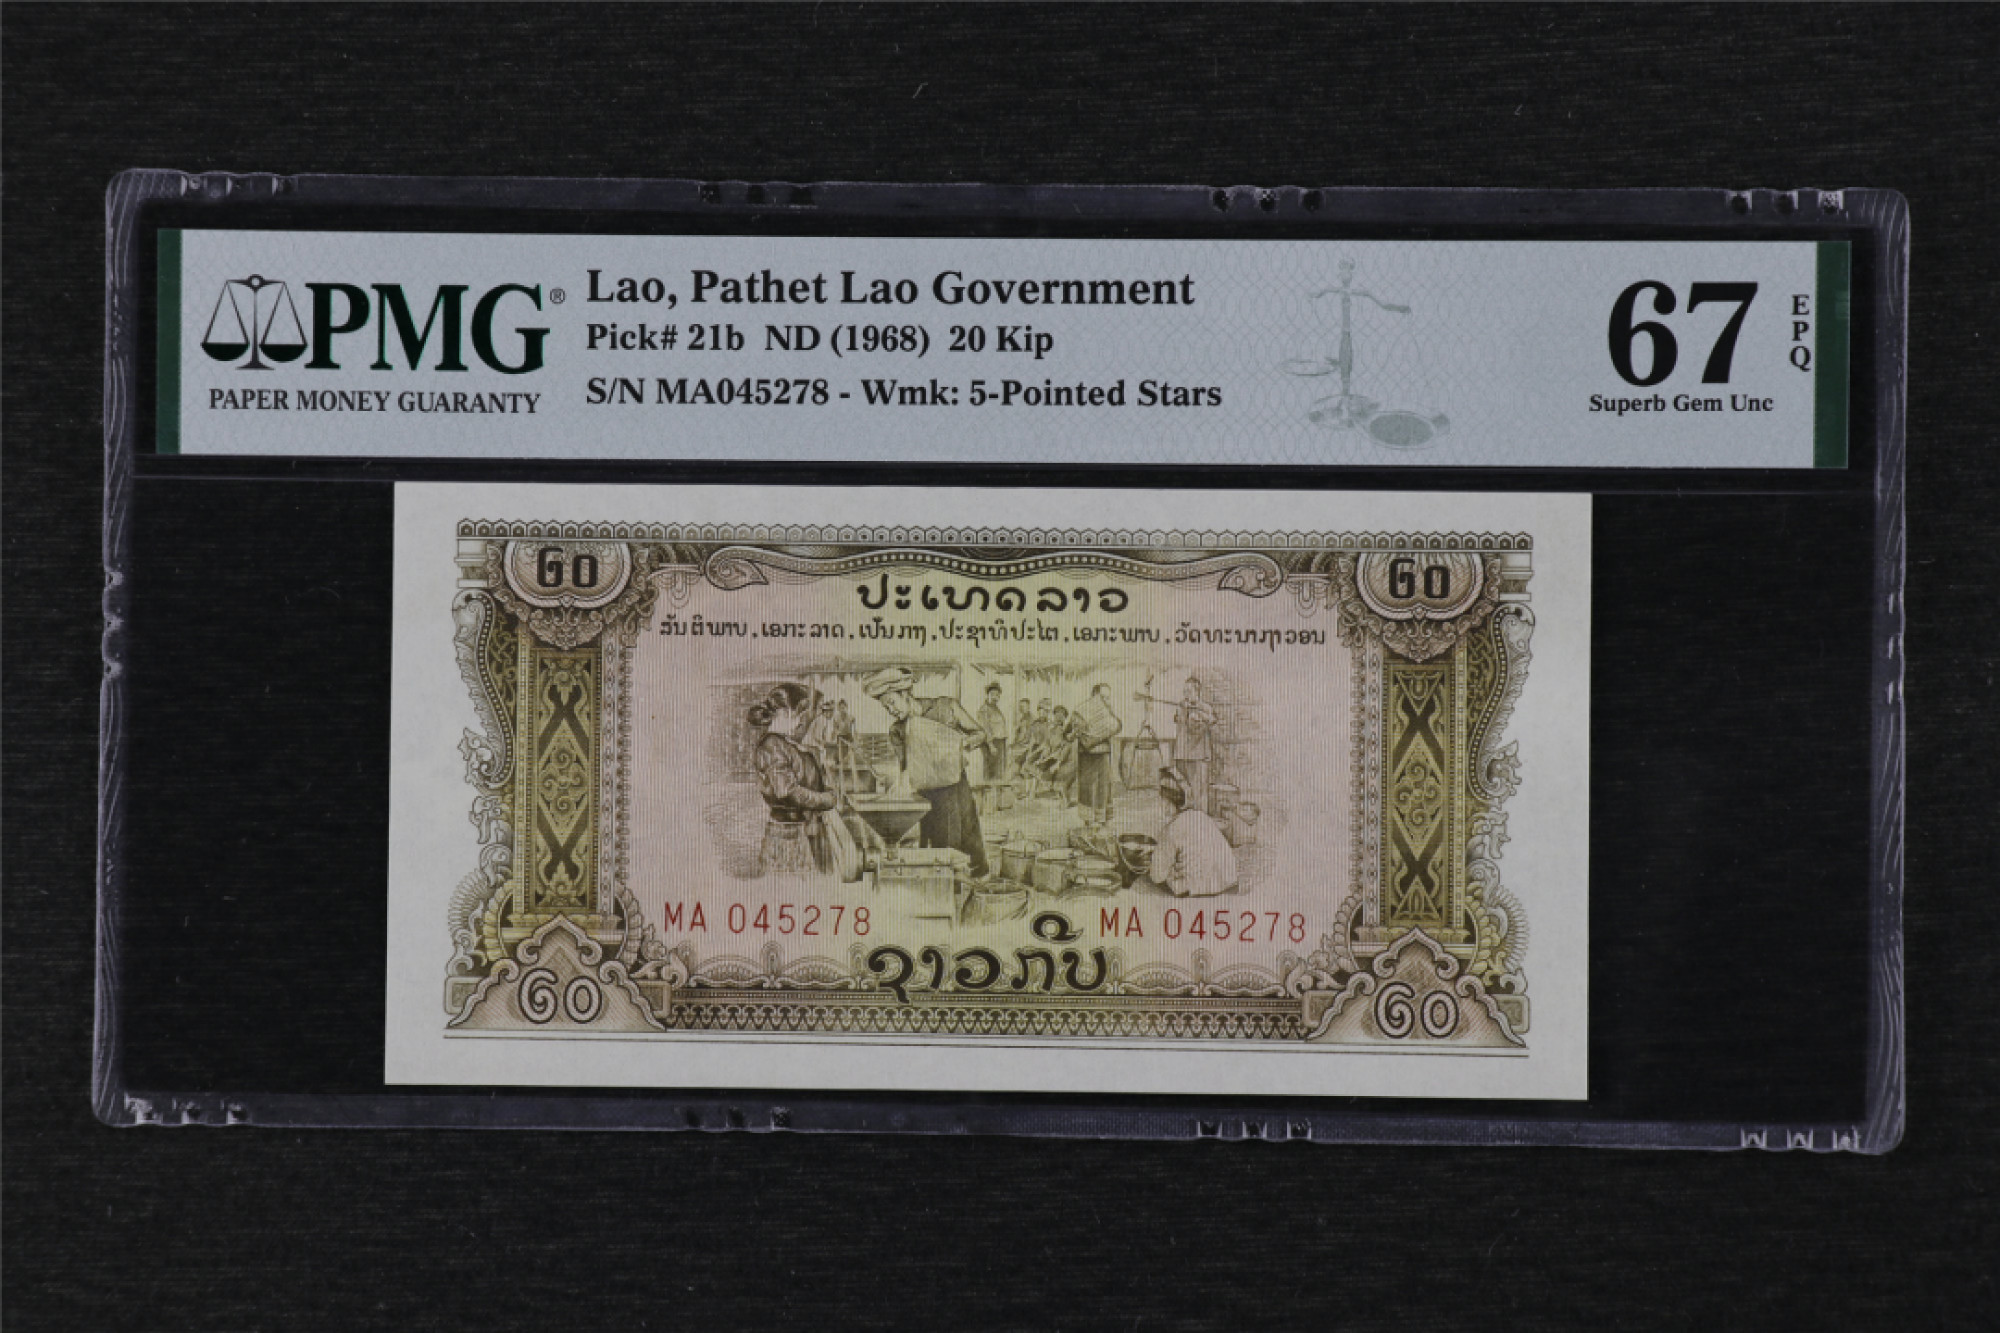 PMG®
PAPER MONEY GUARANTY
Lao, Pathet Lao Government
Pick# 21b ND (1968) 20 Kip
S/N MA045278 - Wmk: 5-Pointed Stars
67
EPQ
Superb Gem Unc
໒໐ ໒໐
ປະເທດລາວ
ສັນຕິພາບ.ເອກະລາດ.ເປັນກາງ.ປະຊາທິປະໄຕ.ເອກະພາບ.ວັດທະນາຖາວອນ
MA 045278 MA 045278
ຊາວກີບ
໒໐ ໒໐